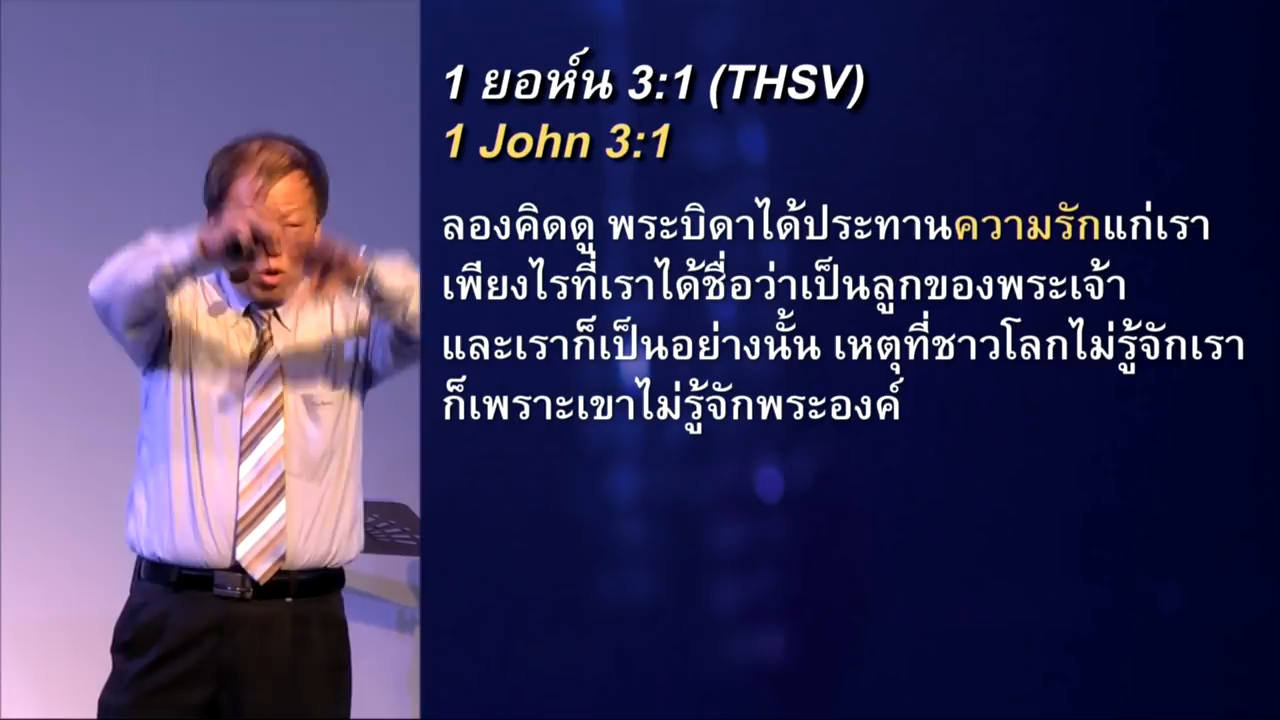 1 ยอห์น 3:1 (THSV)
1 John 3:1
ลองคิดดู พระบิดาได้ประทานความรักแก่เรา
เพียงไรที่เราได้ชื่อว่าเป็นลูกของพระเจ้า
และเราก็เป็นอย่างนั้น เหตุที่ชาวโลกไม่รู้จักเรา
ก็เพราะเขาไม่รู้จักพระองค์